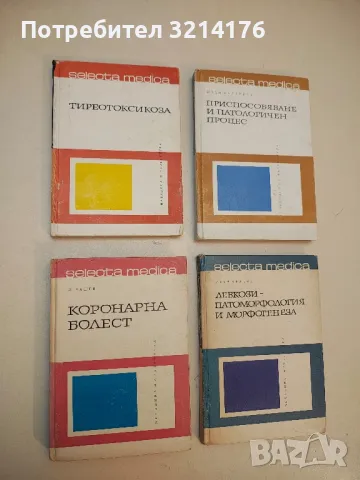 Потребител 3214176
selecta medica
ТИРЕОТОКСИКОЗА
selecta medica
ПРИСПОСОБЯВАНЕ
И ПАТОЛОГИЧЕН
ПРОЦЕС
selecta medica
КОРОНАРНА
БОЛЕСТ
selecta medica
ЛЕВКОЗИ -
ПАТОМОРФОЛОГИЯ
И МОРФОГЕНЕЗА
BAZAR